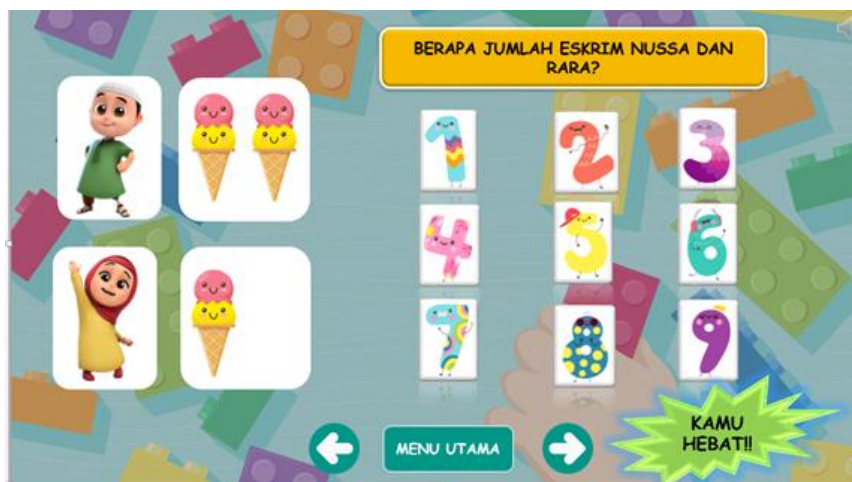 BERAPA JUMLAH ESKRIM NUSSA DAN
RARA?
1
2
3
4
5
6
7
8
9
KAMU
HEBAT!!
MENU UTAMA